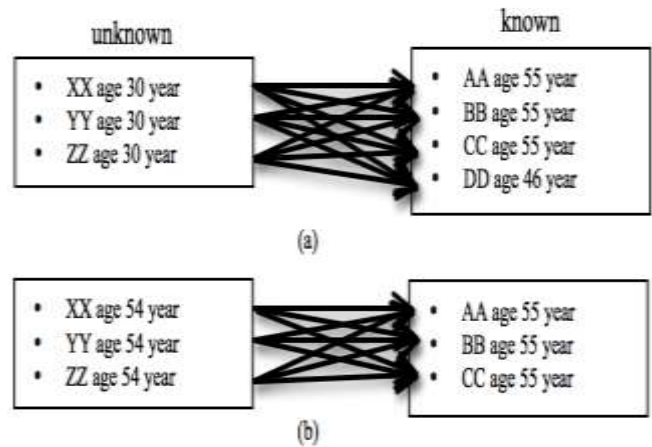 unknown
known
• XX age 30 year
• YY age 30 year
• ZZ age 30 year
• AA age 55 year
• BB age 55 year
• CC age 55 year
• DD age 46 year
(a)
• XX age 54 year
• YY age 54 year
• ZZ age 54 year
• AA age 55 year
• BB age 55 year
• CC age 55 year
(b)